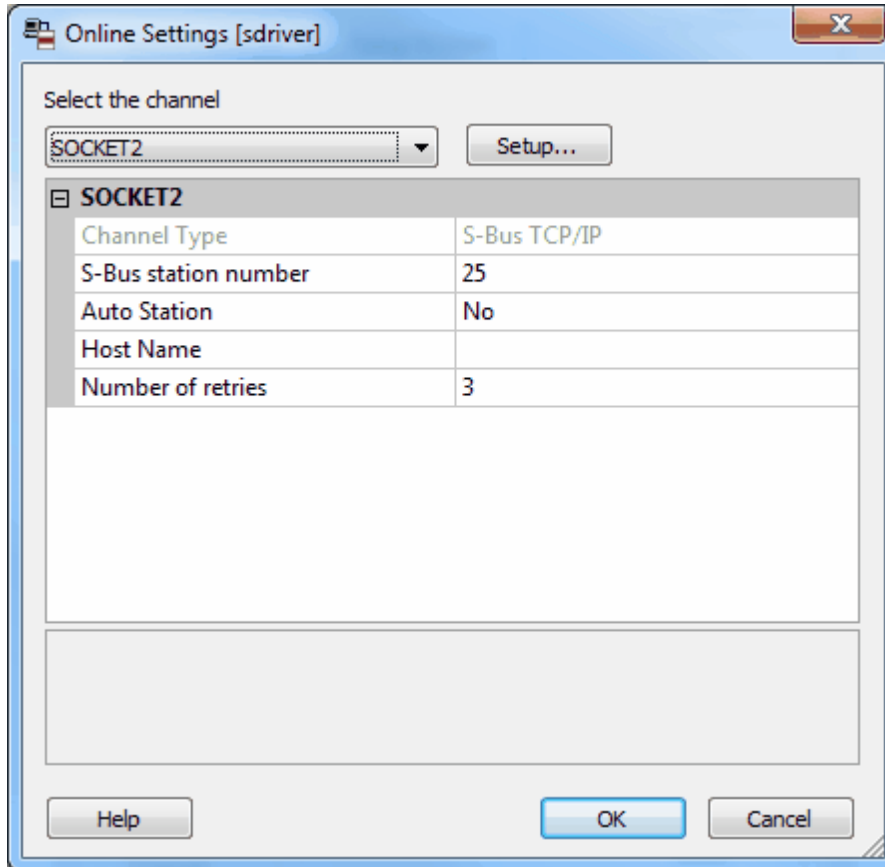 Online Settings [sdriver]
Select the channel
SOCKET2
Setup...
SOCKET2
Channel Type S-Bus TCP/IP
S-Bus station number 25
Auto Station No
Host Name
Number of retries 3
Help OK Cancel